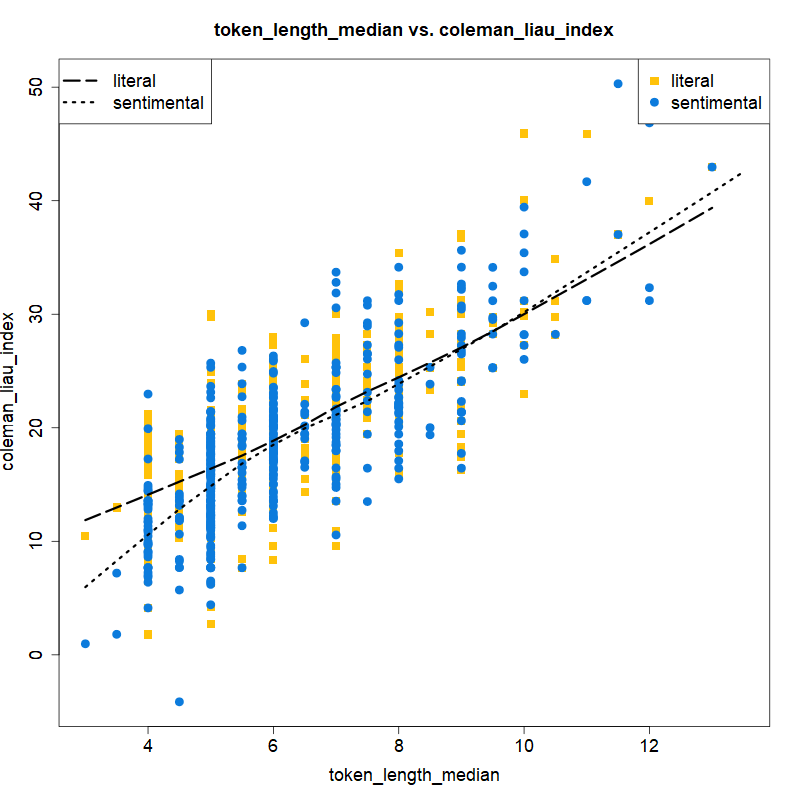 token_length_median vs. coleman_liau_index
literal
sentimental
literal
sentimental
50
40
30
20
10
0
coleman_liau_index
4 6 8 10 12
token_length_median